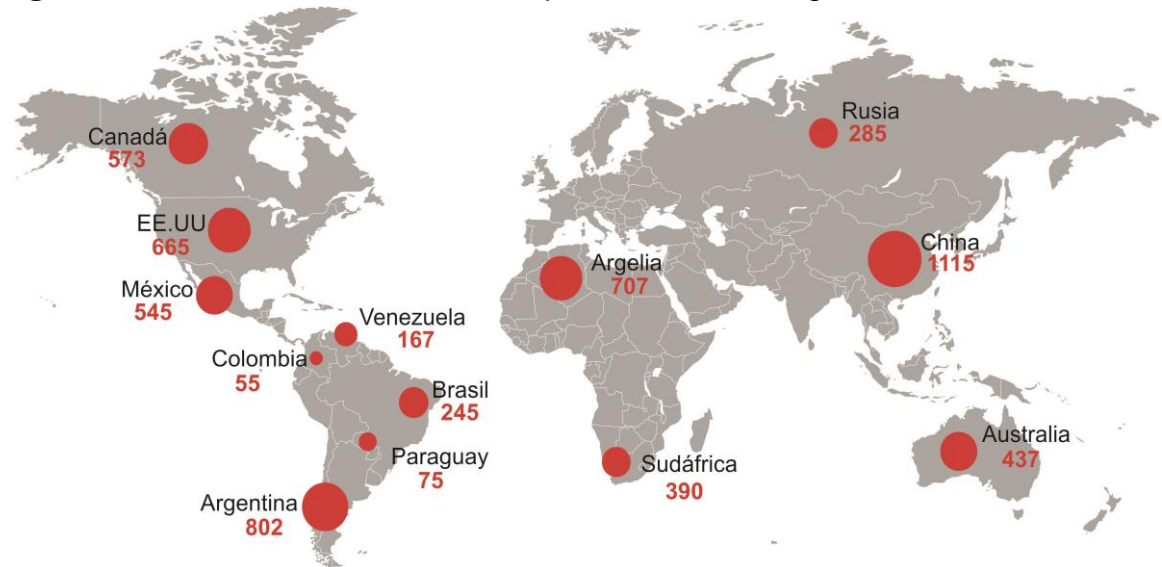 Canadá
573
EE.UU
665
México
545
Venezuela
167
Colombia
55
Brasil
245
Paraguay
75
Argentina
802
Rusia
285
China
1115
Argelia
707
Sudáfrica
390
Australia
437